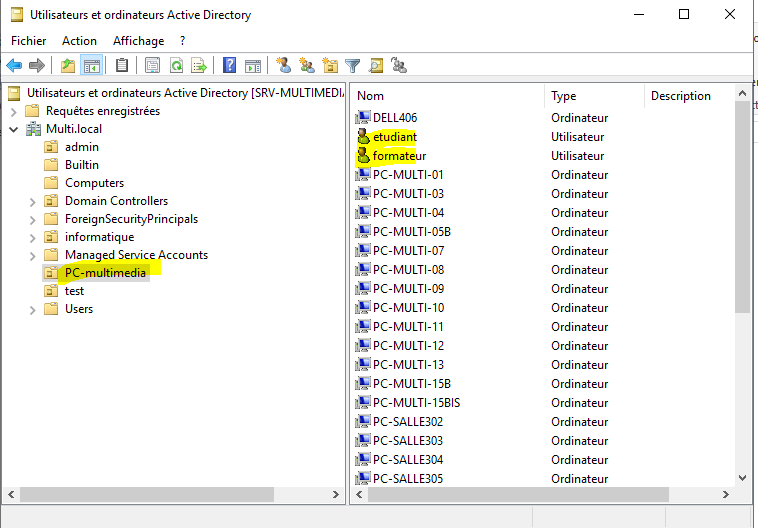 Utilisateurs et ordinateurs Active Directory
Fichier Action Affichage ?
Utilisateurs et ordinateurs Active Directory [SRV-MULTIMEDIA
Requêtes enregistrées
Multi.local
admin
Builtin
Computers
Domain Controllers
ForeignSecurityPrincipals
informatique
Managed Service Accounts
PC-multimedia
test
Users
Nom Type Description
DELL406 Ordinateur
etudiant Utilisateur
formateur Utilisateur
PC-MULTI-01 Ordinateur
PC-MULTI-03 Ordinateur
PC-MULTI-04 Ordinateur
PC-MULTI-05B Ordinateur
PC-MULTI-07 Ordinateur
PC-MULTI-08 Ordinateur
PC-MULTI-09 Ordinateur
PC-MULTI-10 Ordinateur
PC-MULTI-11 Ordinateur
PC-MULTI-12 Ordinateur
PC-MULTI-13 Ordinateur
PC-MULTI-15B Ordinateur
PC-MULTI-15BIS Ordinateur
PC-SALLE302 Ordinateur
PC-SALLE303 Ordinateur
PC-SALLE304 Ordinateur
PC-SALLE305 Ordinateur